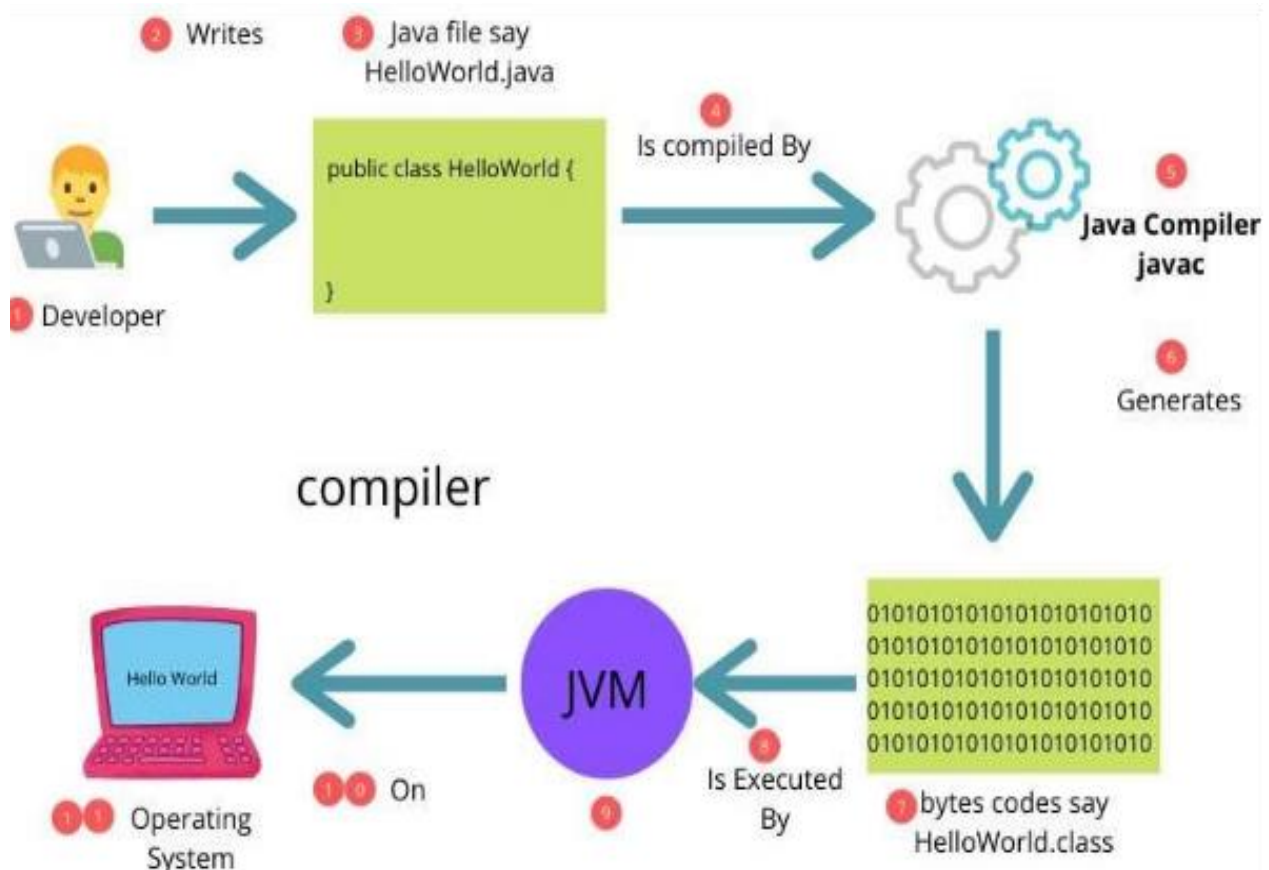 2 Writes
3 Java file say
HelloWorld.java
4
Is compiled By
public class HelloWorld {
}
1 Developer
5
Java Compiler
javac
6
Generates
compiler
01010101010101010101010
01010101010101010101010
01010101010101010101010
01010101010101010101010
01010101010101010101010
7 bytes codes say
HelloWorld.class
8
Is Executed
By
JVM
9
1 0 On
Hello World
1 1 Operating
System